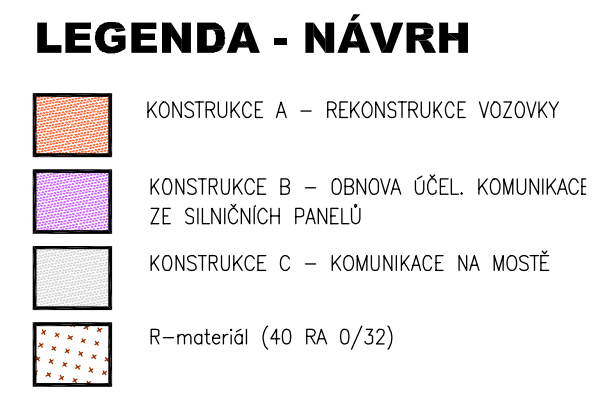 LEGENDA - NÁVRH
KONSTRUKCE A - REKONSTRUKCE VOZOVKY
KONSTRUKCE B - OBNOVA ÚČEL. KOMUNIKACE
ZE SILNIČNÍCH PANELŮ
KONSTRUKCE C - KOMUNIKACE NA MOSTĚ
R-materiál (40 RA 0/32)